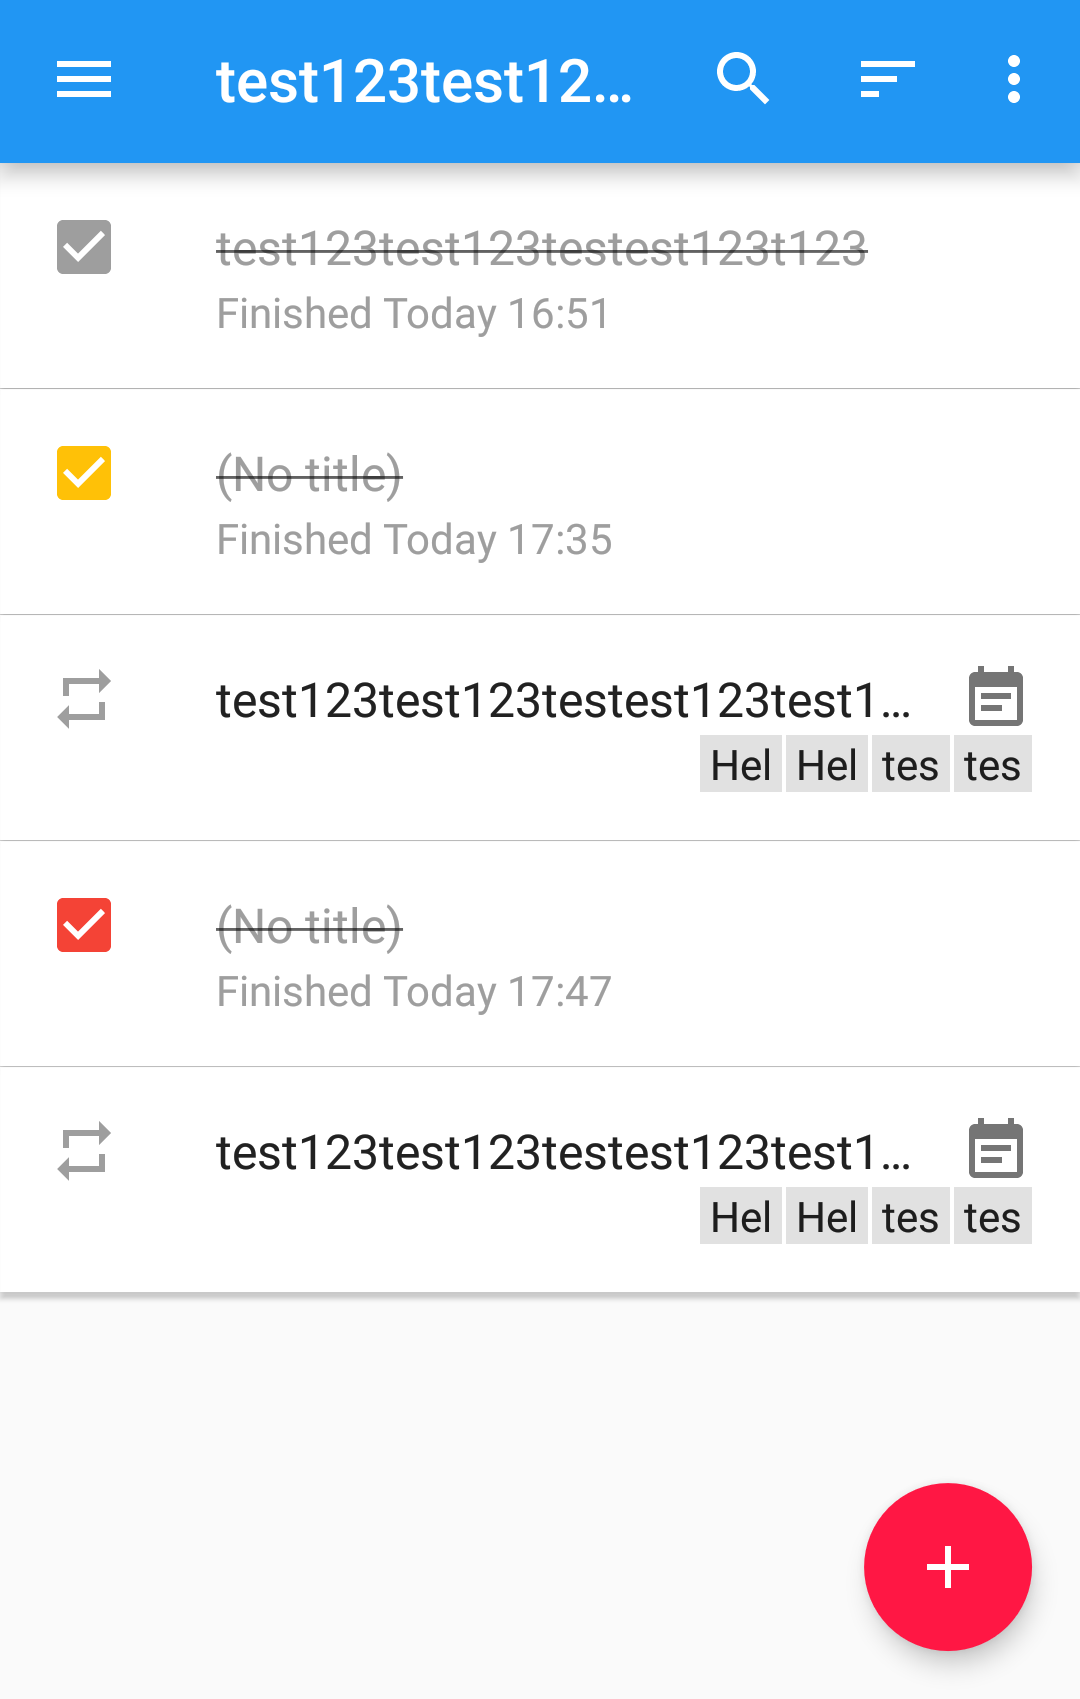 test123test12...
test123test123testest123t123
Finished Today 16:51
(No title)
Finished Today 17:35
test123test123testest123test1...
Hel Hel tes tes
(No title)
Finished Today 17:47
test123test123testest123test1...
Hel Hel tes tes